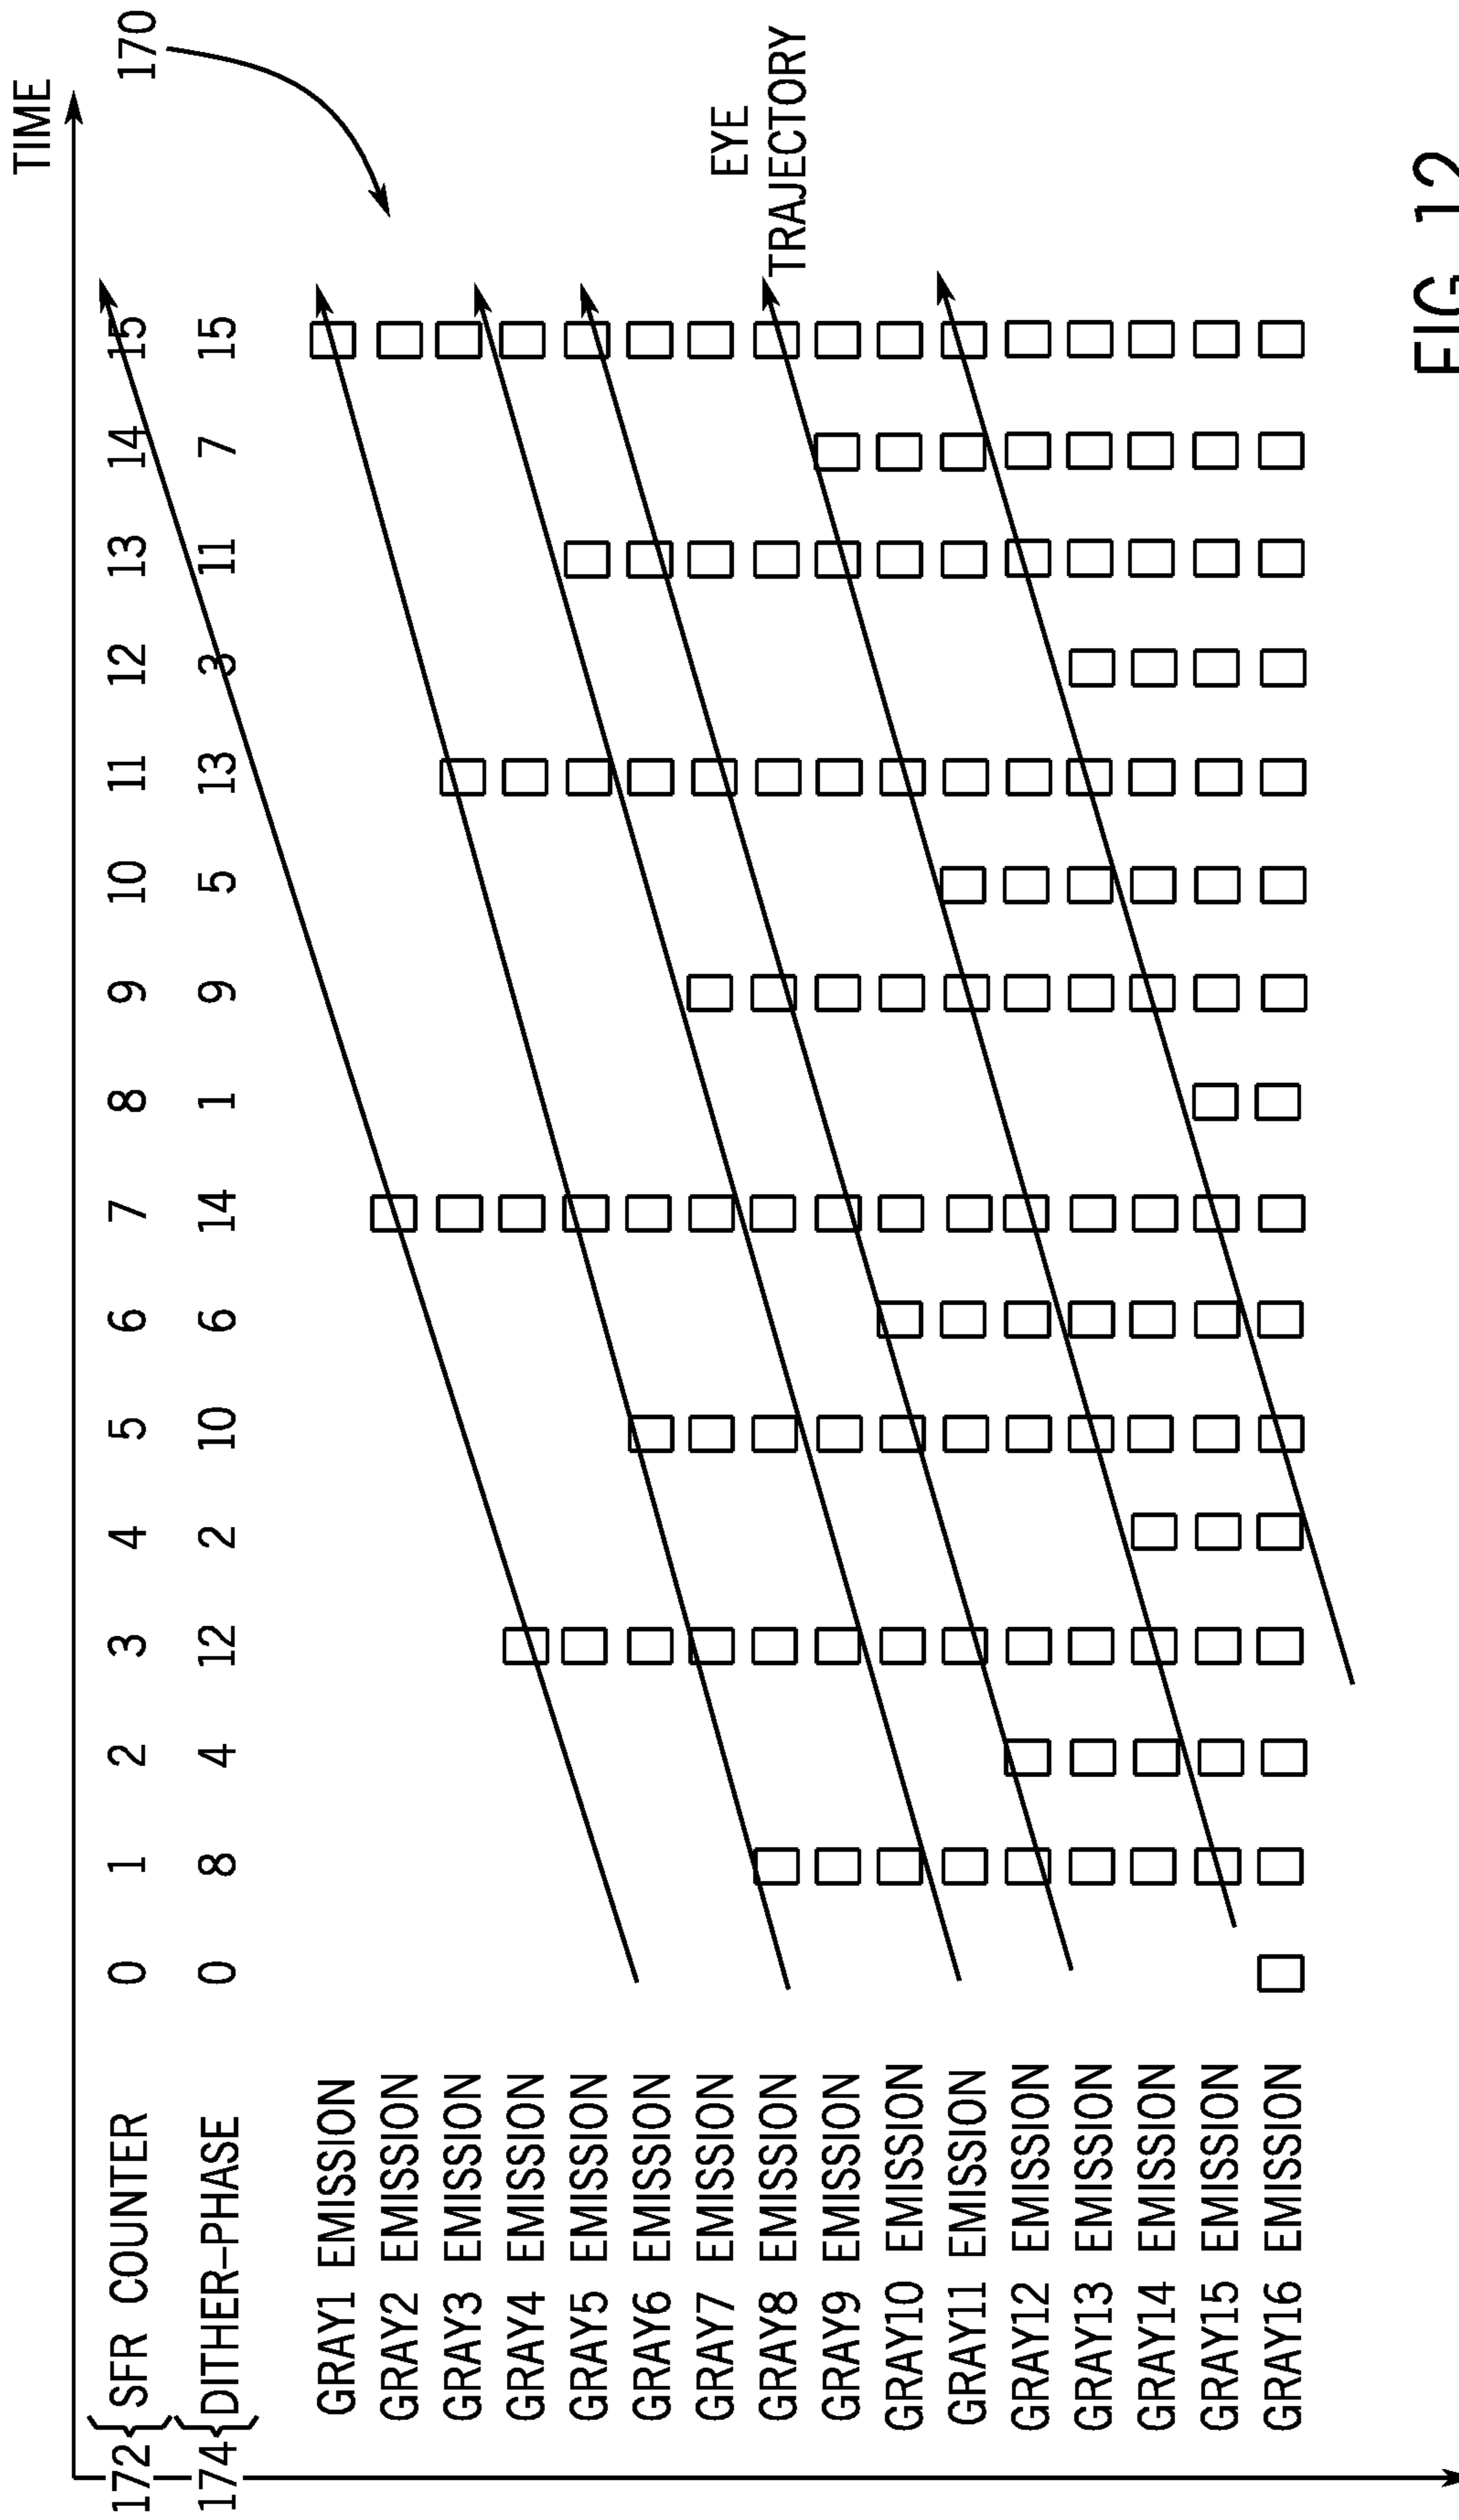 TIME
170
172 SFR COUNTER 0 1 2 3 4 5 6 7 8 9 10 11 12 13 14 15
174 DITHER-PHASE 0 8 4 12 2 10 6 14 1 9 5 13 3 11 7 15
GRAY1 EMISSION
GRAY2 EMISSION
GRAY3 EMISSION
GRAY4 EMISSION
GRAY5 EMISSION
GRAY6 EMISSION
GRAY7 EMISSION
GRAY8 EMISSION
GRAY9 EMISSION
GRAY10 EMISSION
GRAY11 EMISSION
GRAY12 EMISSION
GRAY13 EMISSION
GRAY14 EMISSION
GRAY15 EMISSION
GRAY16 EMISSION
EYE
TRAJECTORY
FIG 12